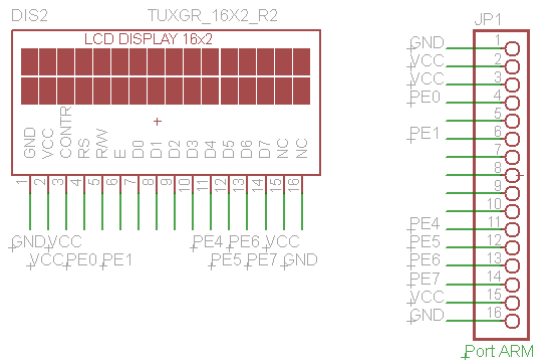 DIS2 TUXGR_16X2_R2
LCD DISPLAY 16x2
GND VCC CONTR RS R/W E D0 D1 D2 D3 D4 D5 D6 D7 NC NC
1 2 3 4 5 6 7 8 9 10 11 12 13 14 15 16
GND VCC PE4 PE6 VCC
VCC PE0 PE1 PE5 PE7 GND
JP1
GND 1
VCC 2
VCC 3
PE0 4
5
PE1 6
7
8
9
10
PE4 11
PE5 12
PE6 13
PE7 14
VCC 15
GND 16
Port ARM